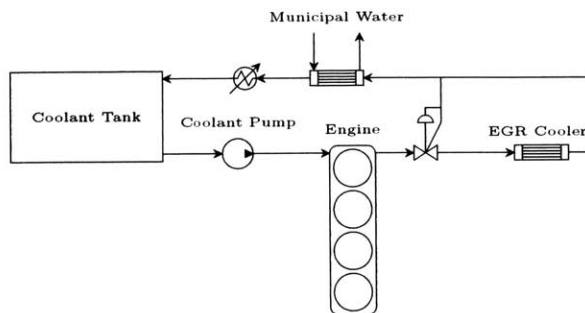 Municipal Water
Coolant Tank
Coolant Pump
Engine
EGR Cooler